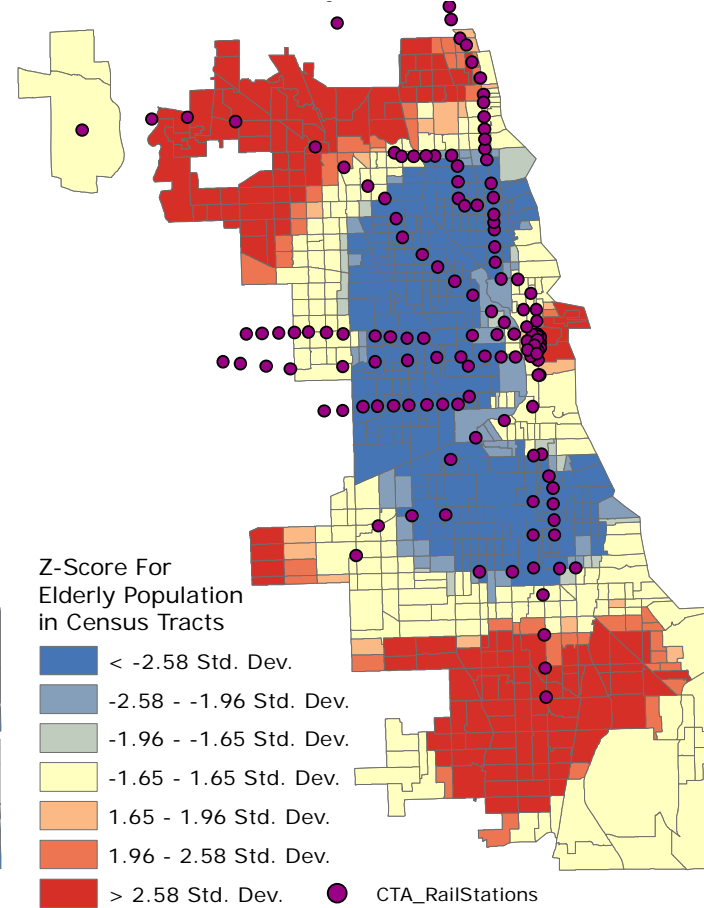 Z-Score For
Elderly Population
in Census Tracts
< -2.58 Std. Dev.
-2.58 - -1.96 Std. Dev.
-1.96 - -1.65 Std. Dev.
-1.65 - 1.65 Std. Dev.
1.65 - 1.96 Std. Dev.
1.96 - 2.58 Std. Dev.
> 2.58 Std. Dev.
CTA_RailStations